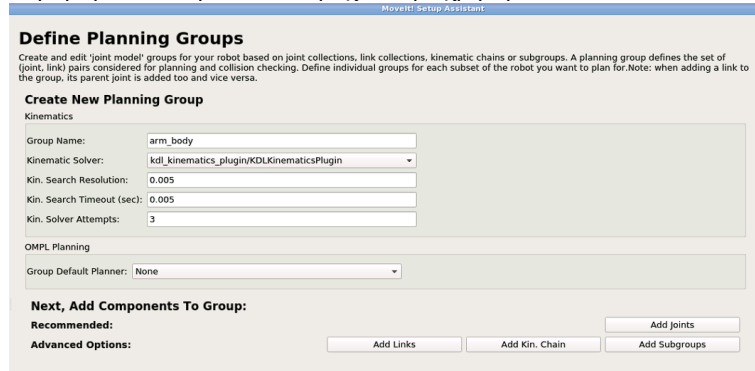 MoveIt! Setup Assistant
Define Planning Groups
Create and edit 'joint model' groups for your robot based on joint collections, link collections, kinematic chains or subgroups. A planning group defines the set of
(joint, link) pairs considered for planning and collision checking. Define individual groups for each subset of the robot you want to plan for.Note: when adding a link to
the group, its parent joint is added too and vice versa.
Create New Planning Group
Kinematics
Group Name: arm_body
Kinematic Solver: kdl_kinematics_plugin/KDLKinematicsPlugin
Kin. Search Resolution: 0.005
Kin. Search Timeout (sec): 0.005
Kin. Solver Attempts: 3
OMPL Planning
Group Default Planner: None
Next, Add Components To Group:
Recommended: Add Joints
Advanced Options: Add Links Add Kin. Chain Add Subgroups